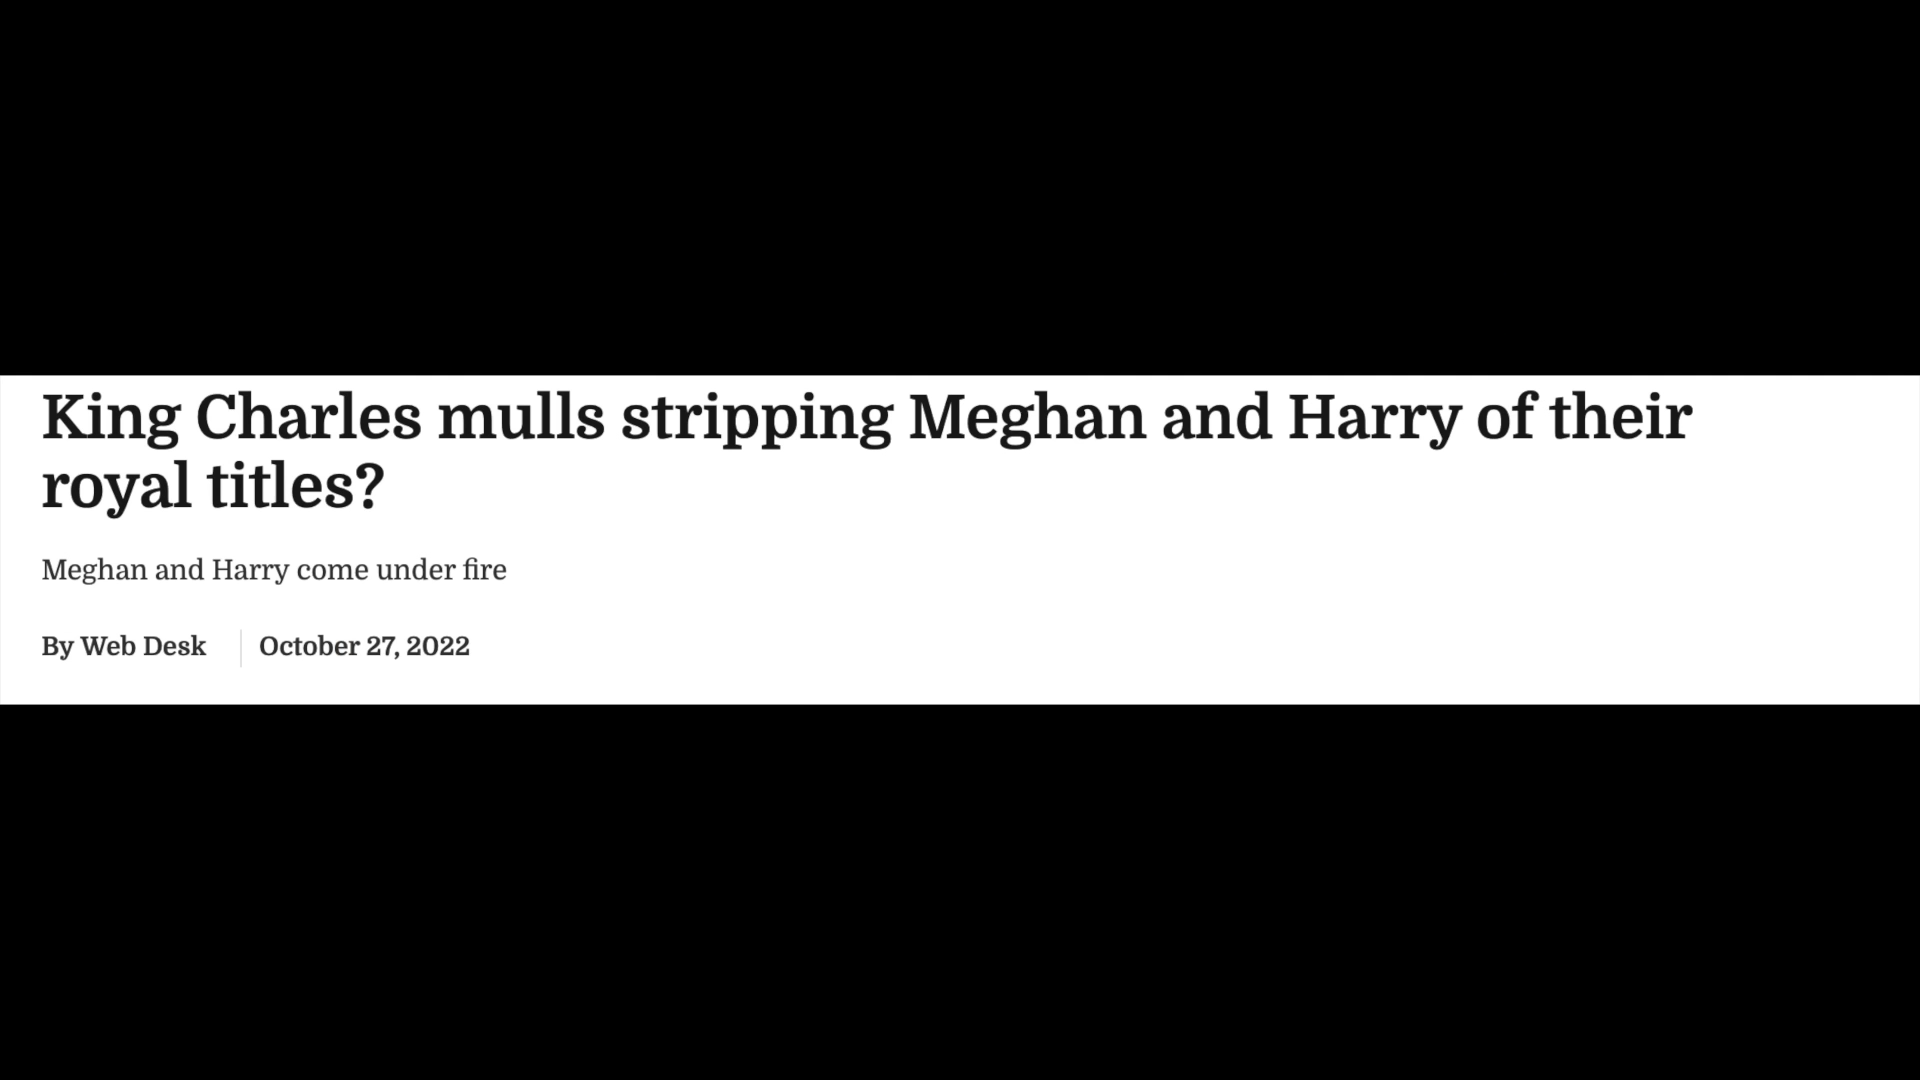 King Charles mulls stripping Meghan and Harry of their
royal titles?
Meghan and Harry come under fire
By Web Desk October 27, 2022